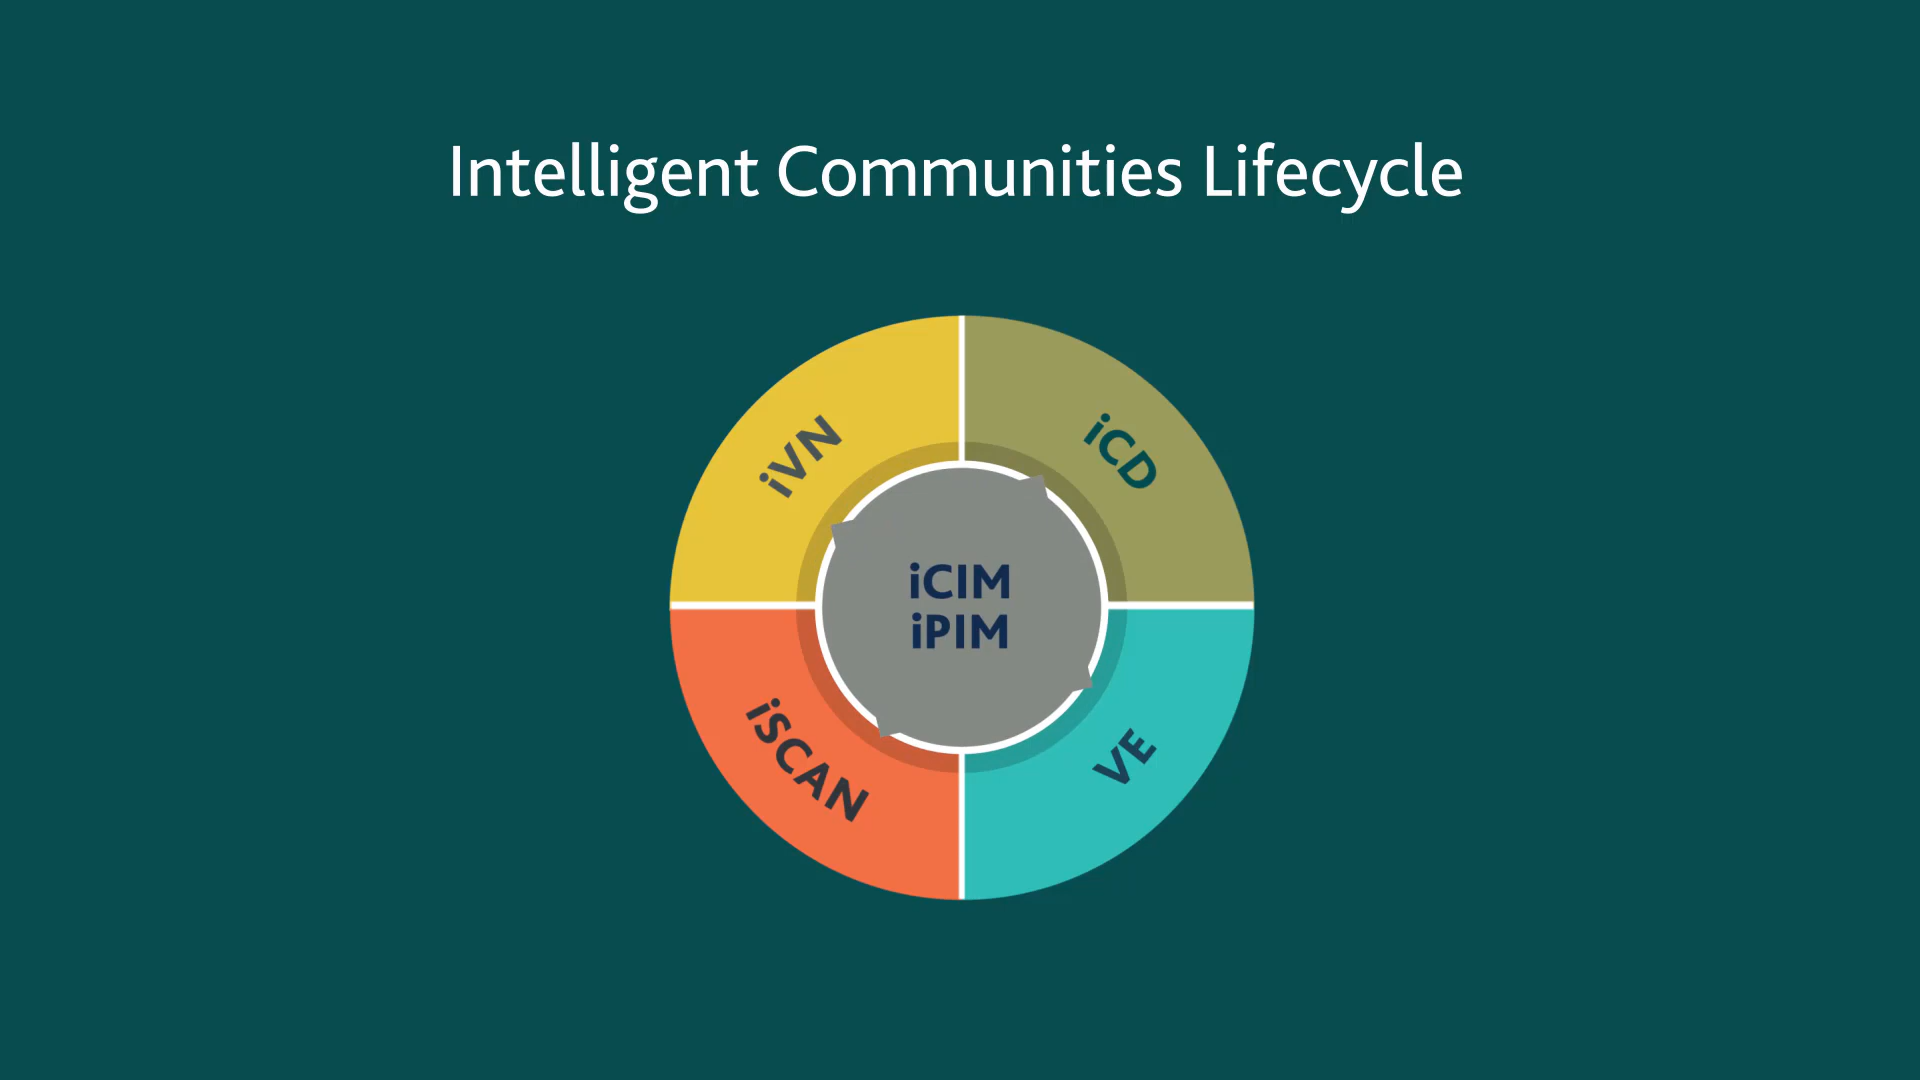 Intelligent Communities Lifecycle
iVN
iCD
iCIM
iPIM
iSCAN
VE